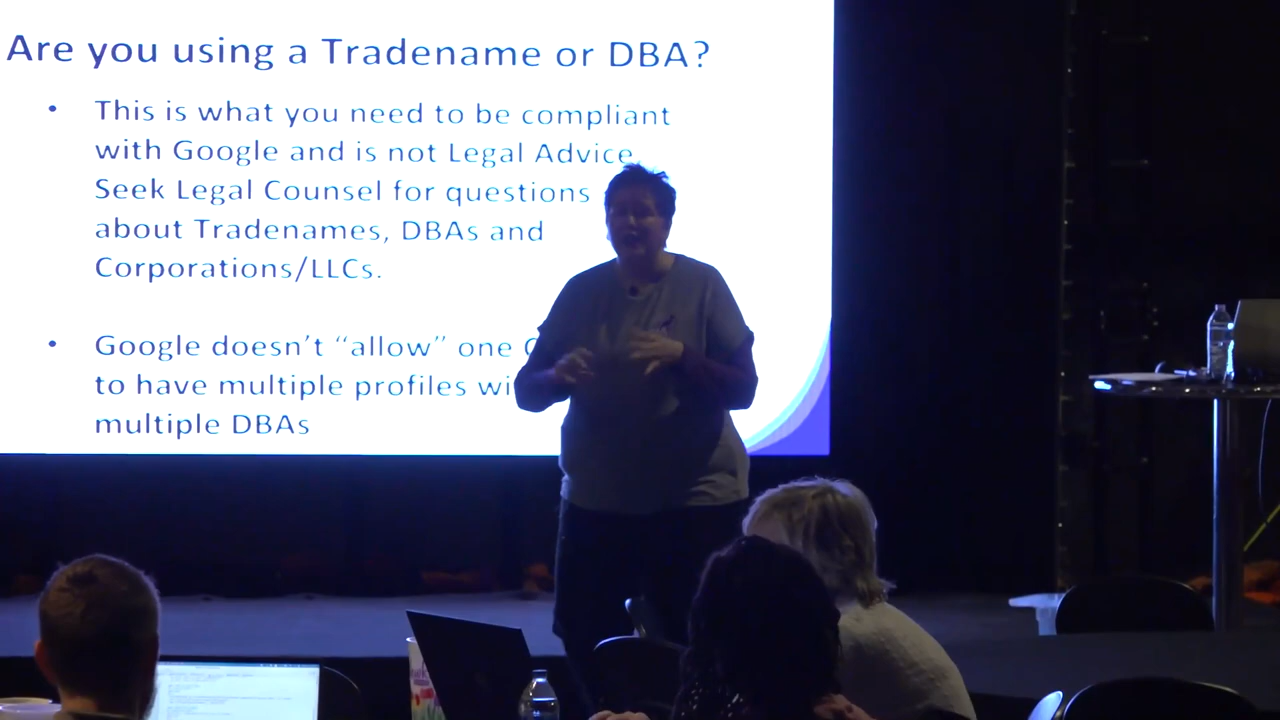 Are you using a Tradename or DBA?
• This is what you need to be compliant
with Google and is not Legal Advice
Seek Legal Counsel for questions
about Tradenames, DBAs and
Corporations/LLCs.
• Google doesn't “allow” one
to have multiple profiles
multiple DBAs